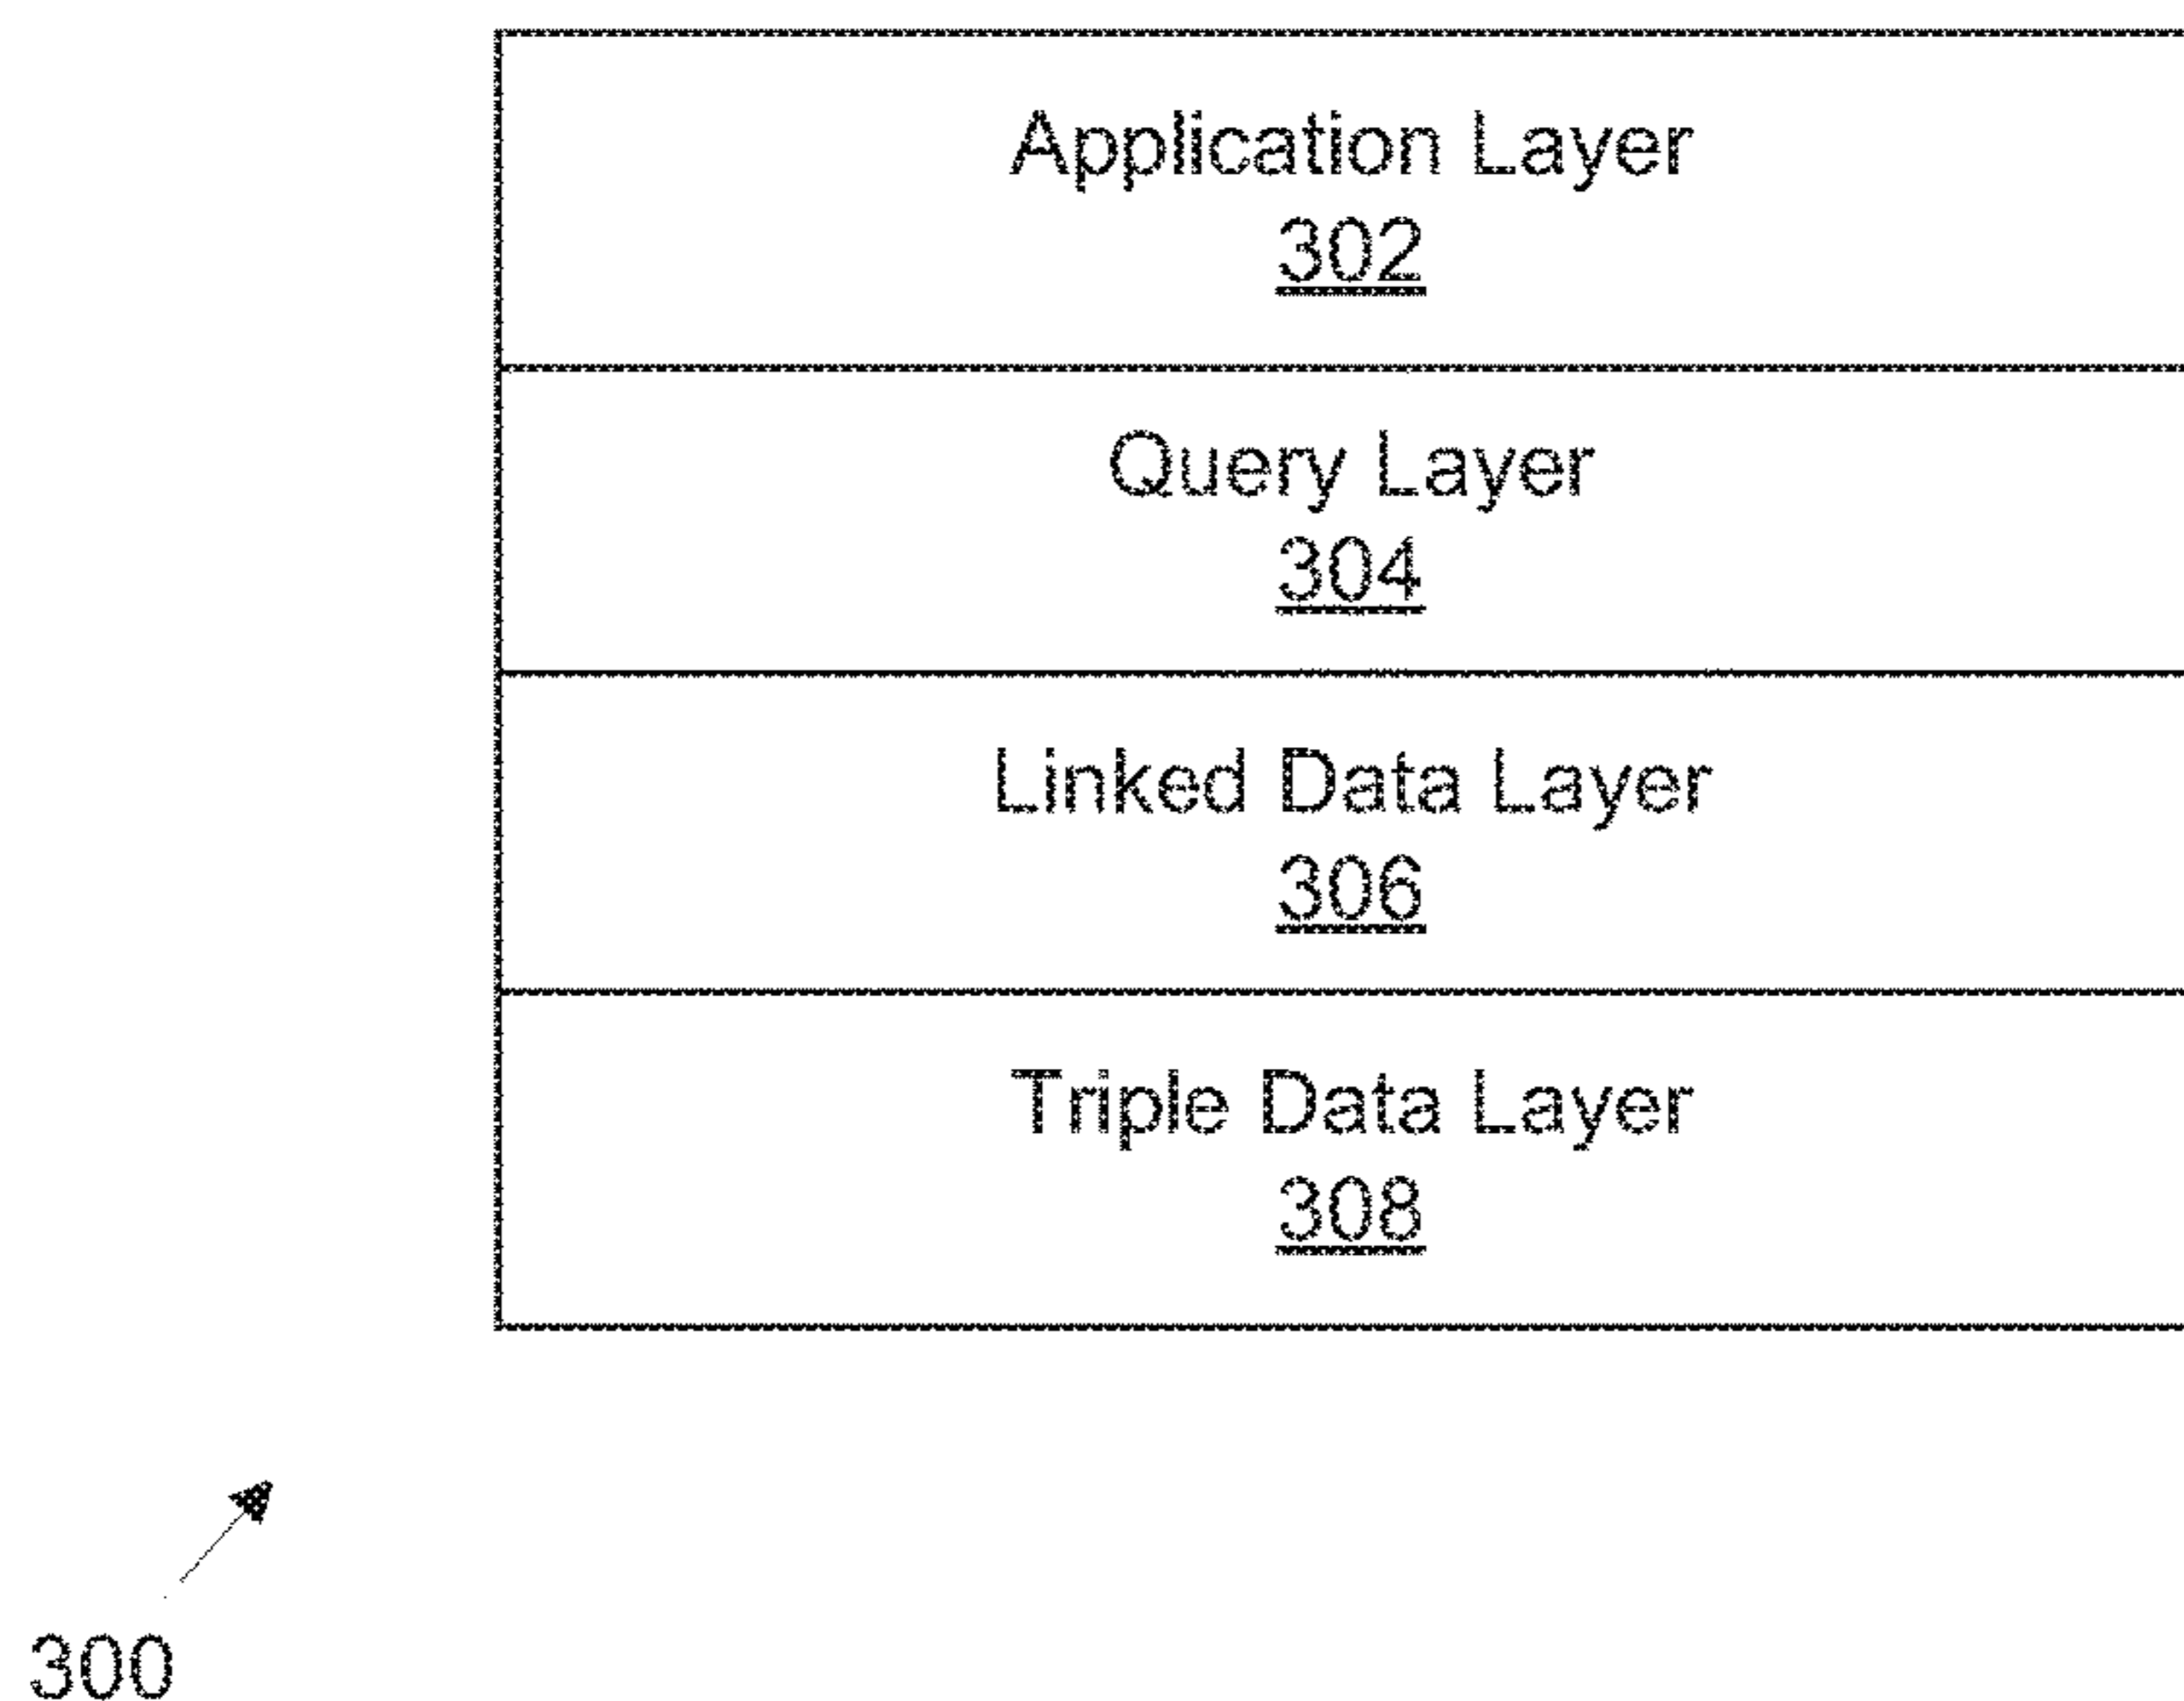 Application Layer
302
Query Layer
304
Linked Data Layer
306
Triple Data Layer
308
300